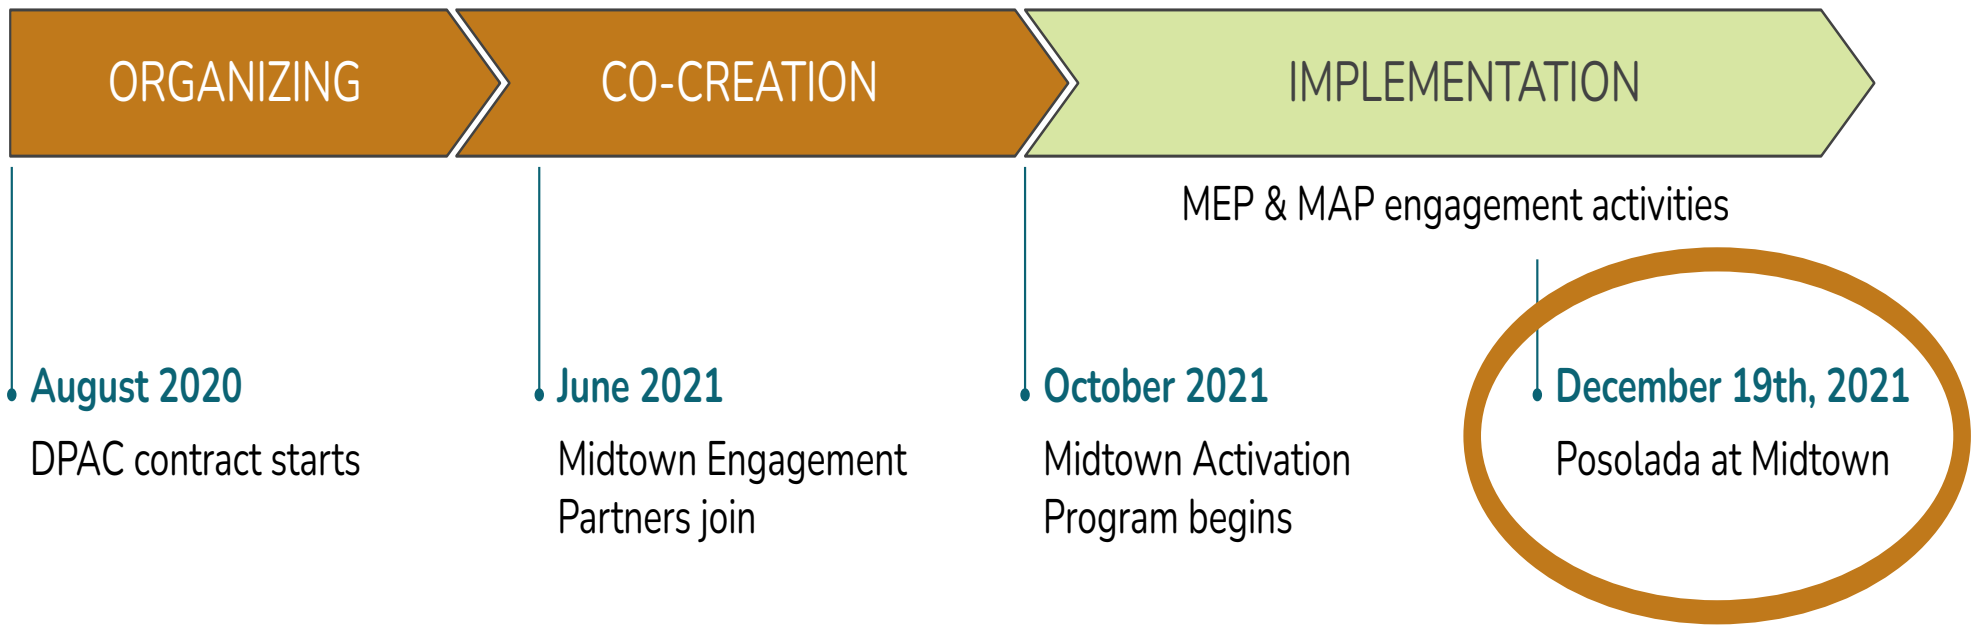 ORGANIZING
CO-CREATION
IMPLEMENTATION
MEP & MAP engagement activities
August 2020
DPAC contract starts
June 2021
Midtown Engagement
Partners join
October 2021
Midtown Activation
Program begins
December 19th, 2021
Posolada at Midtown